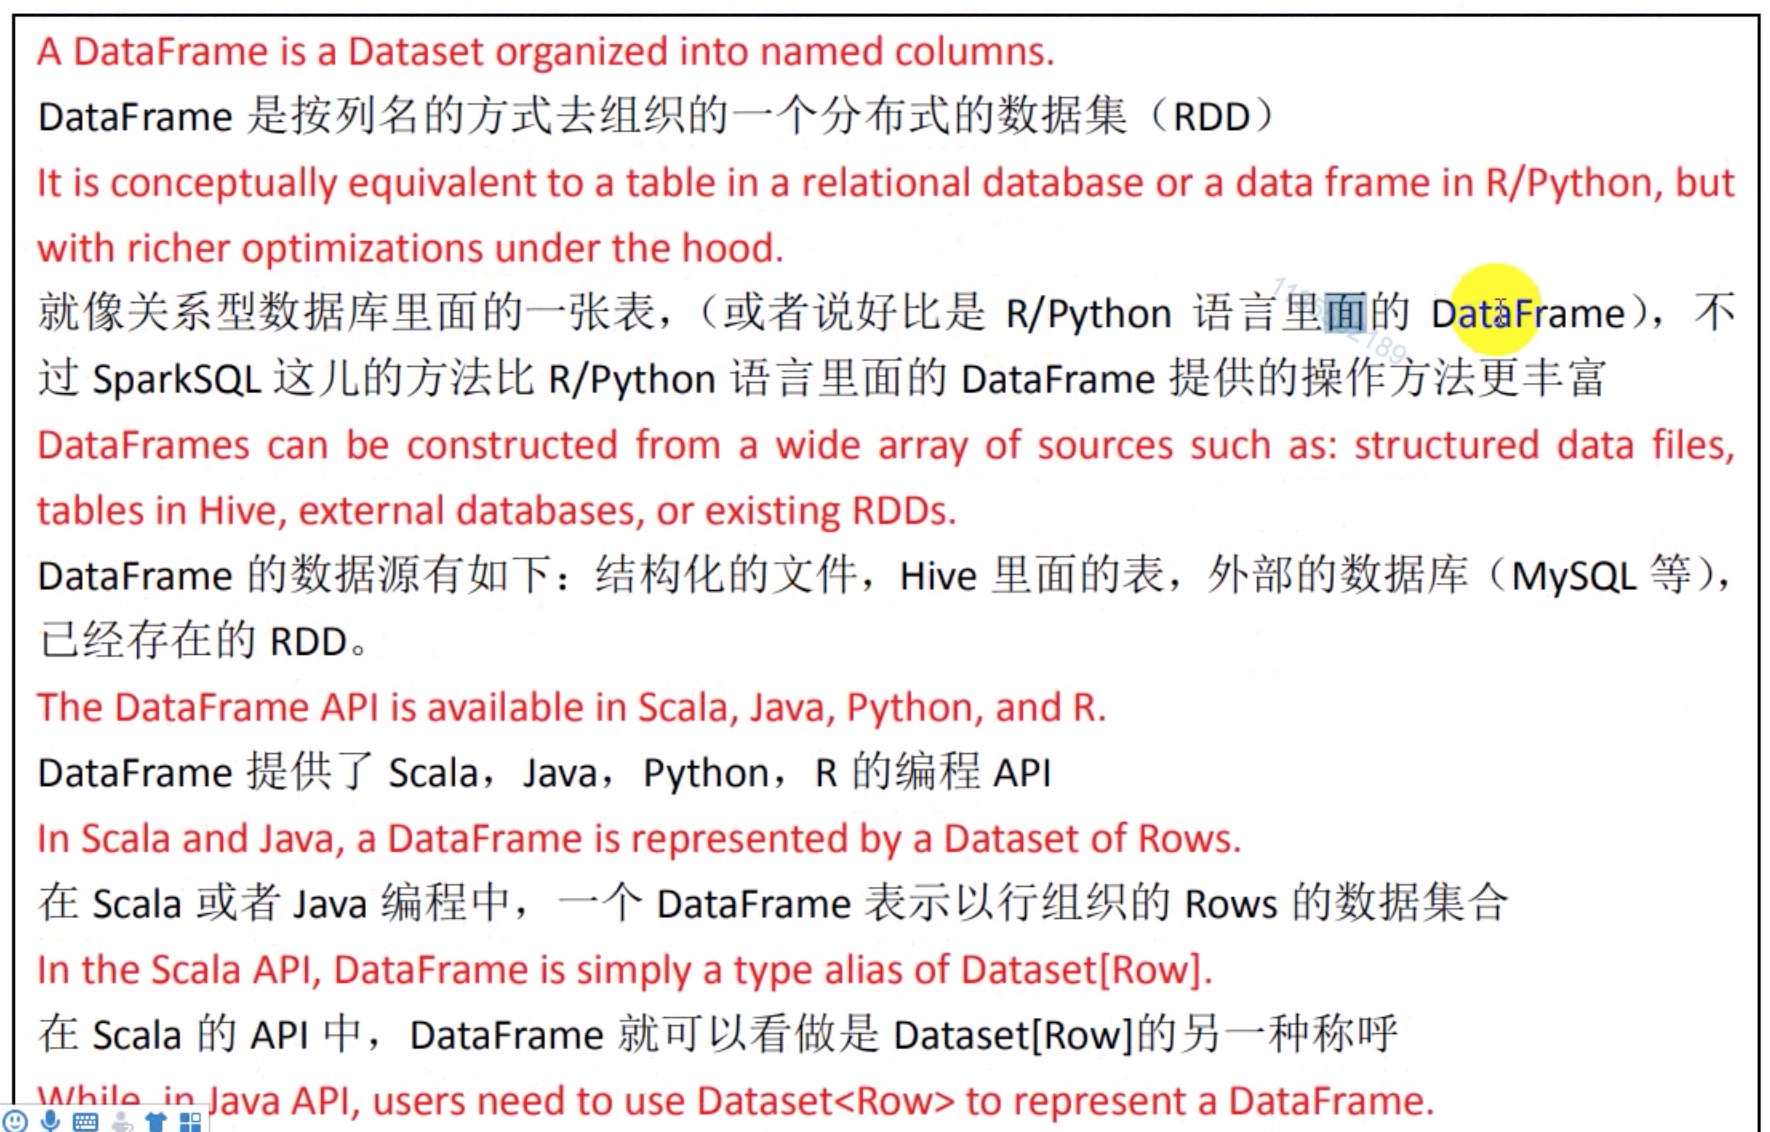 A DataFrame is a Dataset organized into named columns.
DataFrame 是按列名的方式去组织的一个分布式的数据集（RDD）
It is conceptually equivalent to a table in a relational database or a data frame in R/Python, but
with richer optimizations under the hood.
就像关系型数据库里面的一张表，（或者说好比是 R/Python 语言里面的 DataFrame），不
过 SparkSQL 这儿的方法比 R/Python 语言里面的 DataFrame 提供的操作方法更丰富
DataFrames can be constructed from a wide array of sources such as: structured data files,
tables in Hive, external databases, or existing RDDs.
DataFrame 的数据源有如下：结构化的文件，Hive 里面的表，外部的数据库（MySQL 等），
已经存在的 RDD。
The DataFrame API is available in Scala, Java, Python, and R.
DataFrame 提供了 Scala，Java，Python，R 的编程 API
In Scala and Java, a DataFrame is represented by a Dataset of Rows.
在 Scala 或者 Java 编程中，一个 DataFrame 表示以行组织的 Rows 的数据集合
In the Scala API, DataFrame is simply a type alias of Dataset[Row].
在 Scala 的 API 中，DataFrame 就可以看做是 Dataset[Row]的另一种称呼
While, in Java API, users need to use Dataset<Row> to represent a DataFrame.